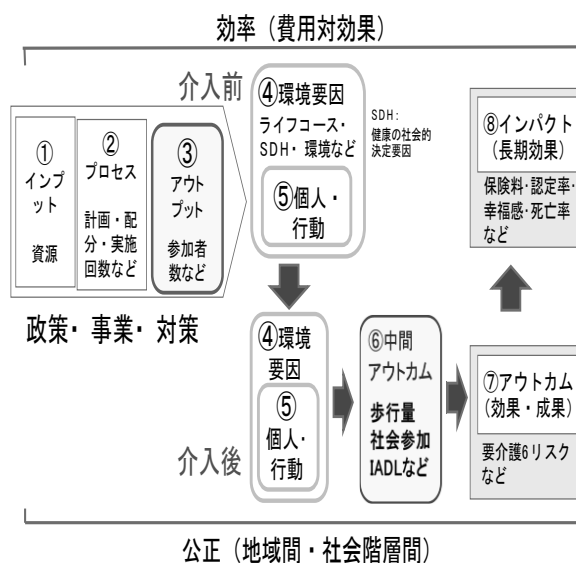 効率（費用対効果）
介入前
①
インプ
ット
資源
②
プロセス
計画・配
分・実施
回数など
③
アウト
プット
参加者
数など
政策・事業・対策
④環境要因
ライフコース・
SDH・環境など
⑤個人・
行動
SDH：
健康の社会的
決定要因
介入後
④環境
要因
⑤
個人・
行動
⑥中間
アウトカム
歩行量
社会参加
IADLなど
⑦アウトカム
（効果・成果）
要介護6リスク
など
⑧インパクト
（長期効果）
保険料・認定率・
幸福感・死亡率
など
公正（地域間・社会階層間）